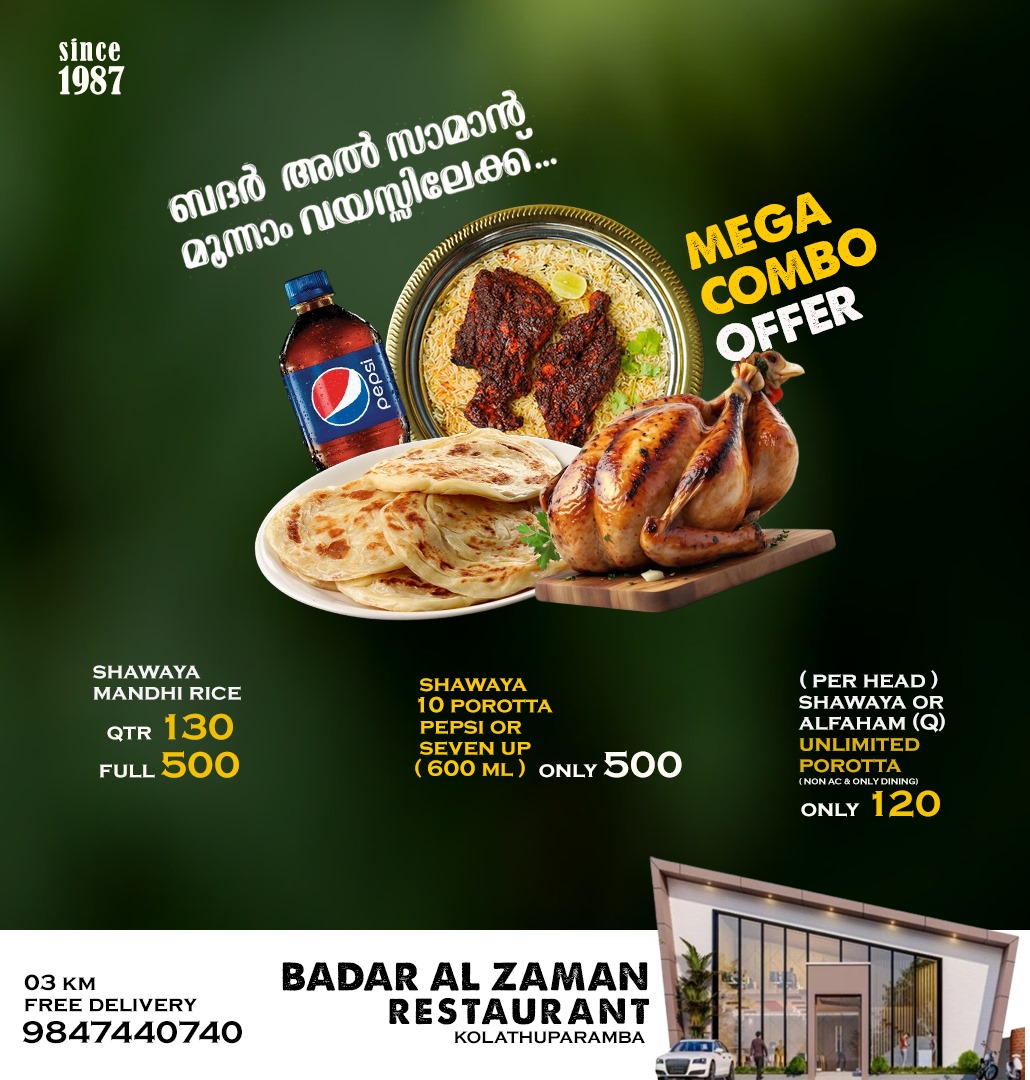 since
1987
ബദർ അൽ സാമാൻ
മൂന്നാം വയസ്സിലേക്ക്...
MEGA
COMBO
OFFER
pepsi
SHAWAYA
MANDHI RICE
QTR 130
FULL 500
SHAWAYA
10 POROTTA
PEPSI OR
SEVEN UP
( 600 ML ) ONLY 500
( PER HEAD )
SHAWAYA OR
ALFAHAM (Q)
UNLIMITED
POROTTA
( NON AC & ONLY DINING)
ONLY 120
03 KM
FREE DELIVERY
9847440740
BADAR AL ZAMAN
RESTAURANT
KOLATHUPARAMBA